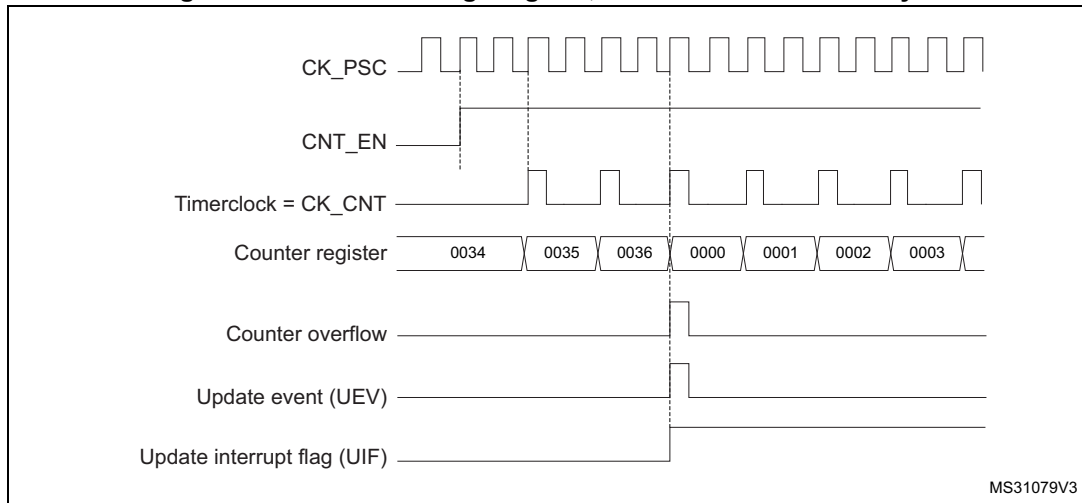 CK_PSC
CNT_EN
Timerclock = CK_CNT
Counter register 0034 0035 0036 0000 0001 0002 0003
Counter overflow
Update event (UEV)
Update interrupt flag (UIF)
MS31079V3